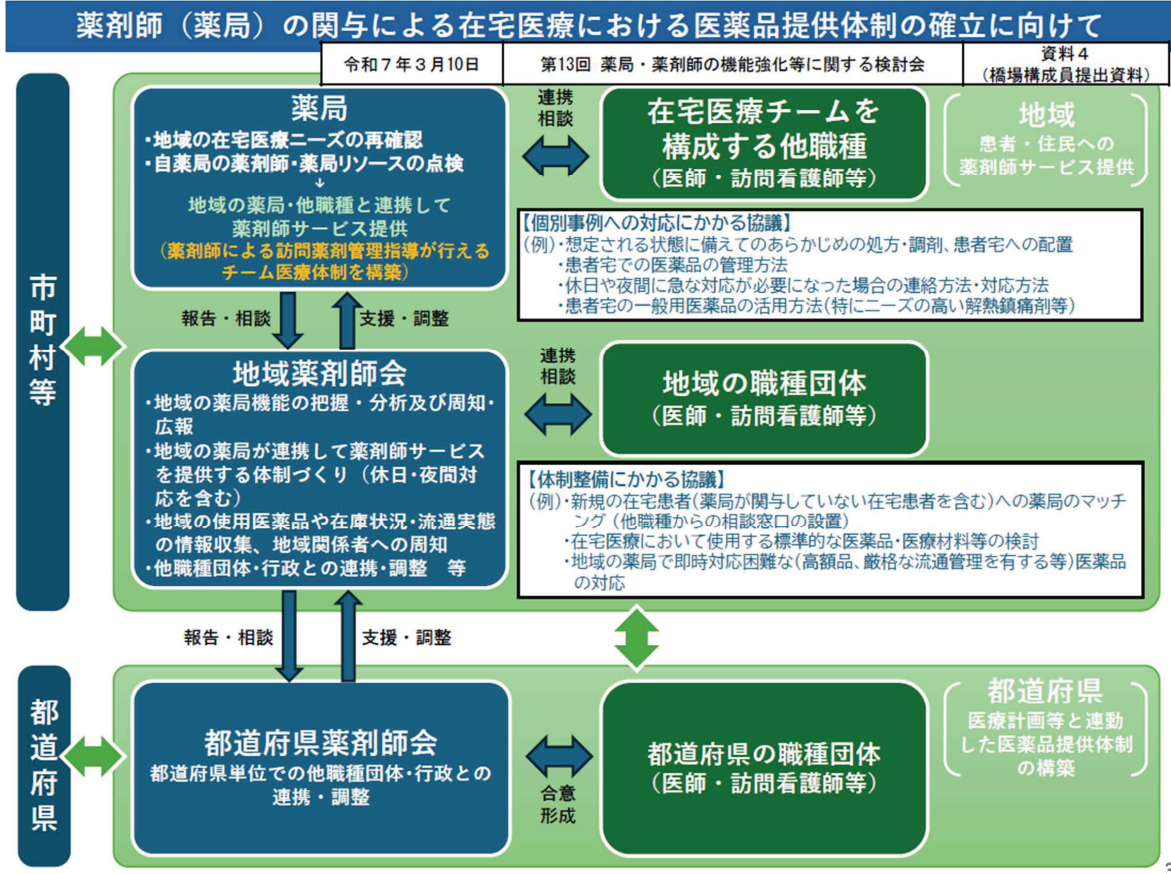 薬剤師（薬局）の関与による在宅医療における医薬品提供体制の確立に向けて
令和７年３月10日
第13回 薬局・薬剤師の機能強化等に関する検討会
資料４
（橋場構成員提出資料）
市町村等
薬局
・地域の在宅医療ニーズの再確認
・自薬局の薬剤師・薬局リソースの点検
↓
地域の薬局・他職種と連携して
薬剤師サービス提供
（薬剤師による訪問薬剤管理指導が行える
チーム医療体制を構築）
連携
相談
在宅医療チームを
構成する他職種
（医師・訪問看護師等）
地域
患者・住民への
薬剤師サービス提供
【個別事例への対応にかかる協議】
（例）・想定される状態に備えてのあらかじめの処方・調剤、患者宅への配置
・患者宅での医薬品の管理方法
・休日や夜間に急な対応が必要になった場合の連絡方法・対応方法
・患者宅の一般用医薬品の活用方法（特にニーズの高い解熱鎮痛剤等）
報告・相談
支援・調整
地域薬剤師会
・地域の薬局機能の把握・分析及び周知・
広報
・地域の薬局が連携して薬剤師サービス
を提供する体制づくり（休日・夜間対
応を含む）
・地域の使用医薬品や在庫状況・流通実態
の情報収集、地域関係者への周知
・他職種団体・行政との連携・調整　等
連携
相談
地域の職種団体
（医師・訪問看護師等）
【体制整備にかかる協議】
（例）・新規の在宅患者（薬局が関与していない在宅患者を含む）への薬局のマッチ
ング（他職種からの相談窓口の設置）
・在宅医療において使用する標準的な医薬品・医療材料等の検討
・地域の薬局で即時対応困難な（高額品、厳格な流通管理を有する等）医薬品
の対応
報告・相談
支援・調整
都道府県
都道府県薬剤師会
都道府県単位での他職種団体・行政との
連携・調整
合意
形成
都道府県の職種団体
（医師・訪問看護師等）
都道府県
医療計画等と連動
した医薬品提供体制
の構築